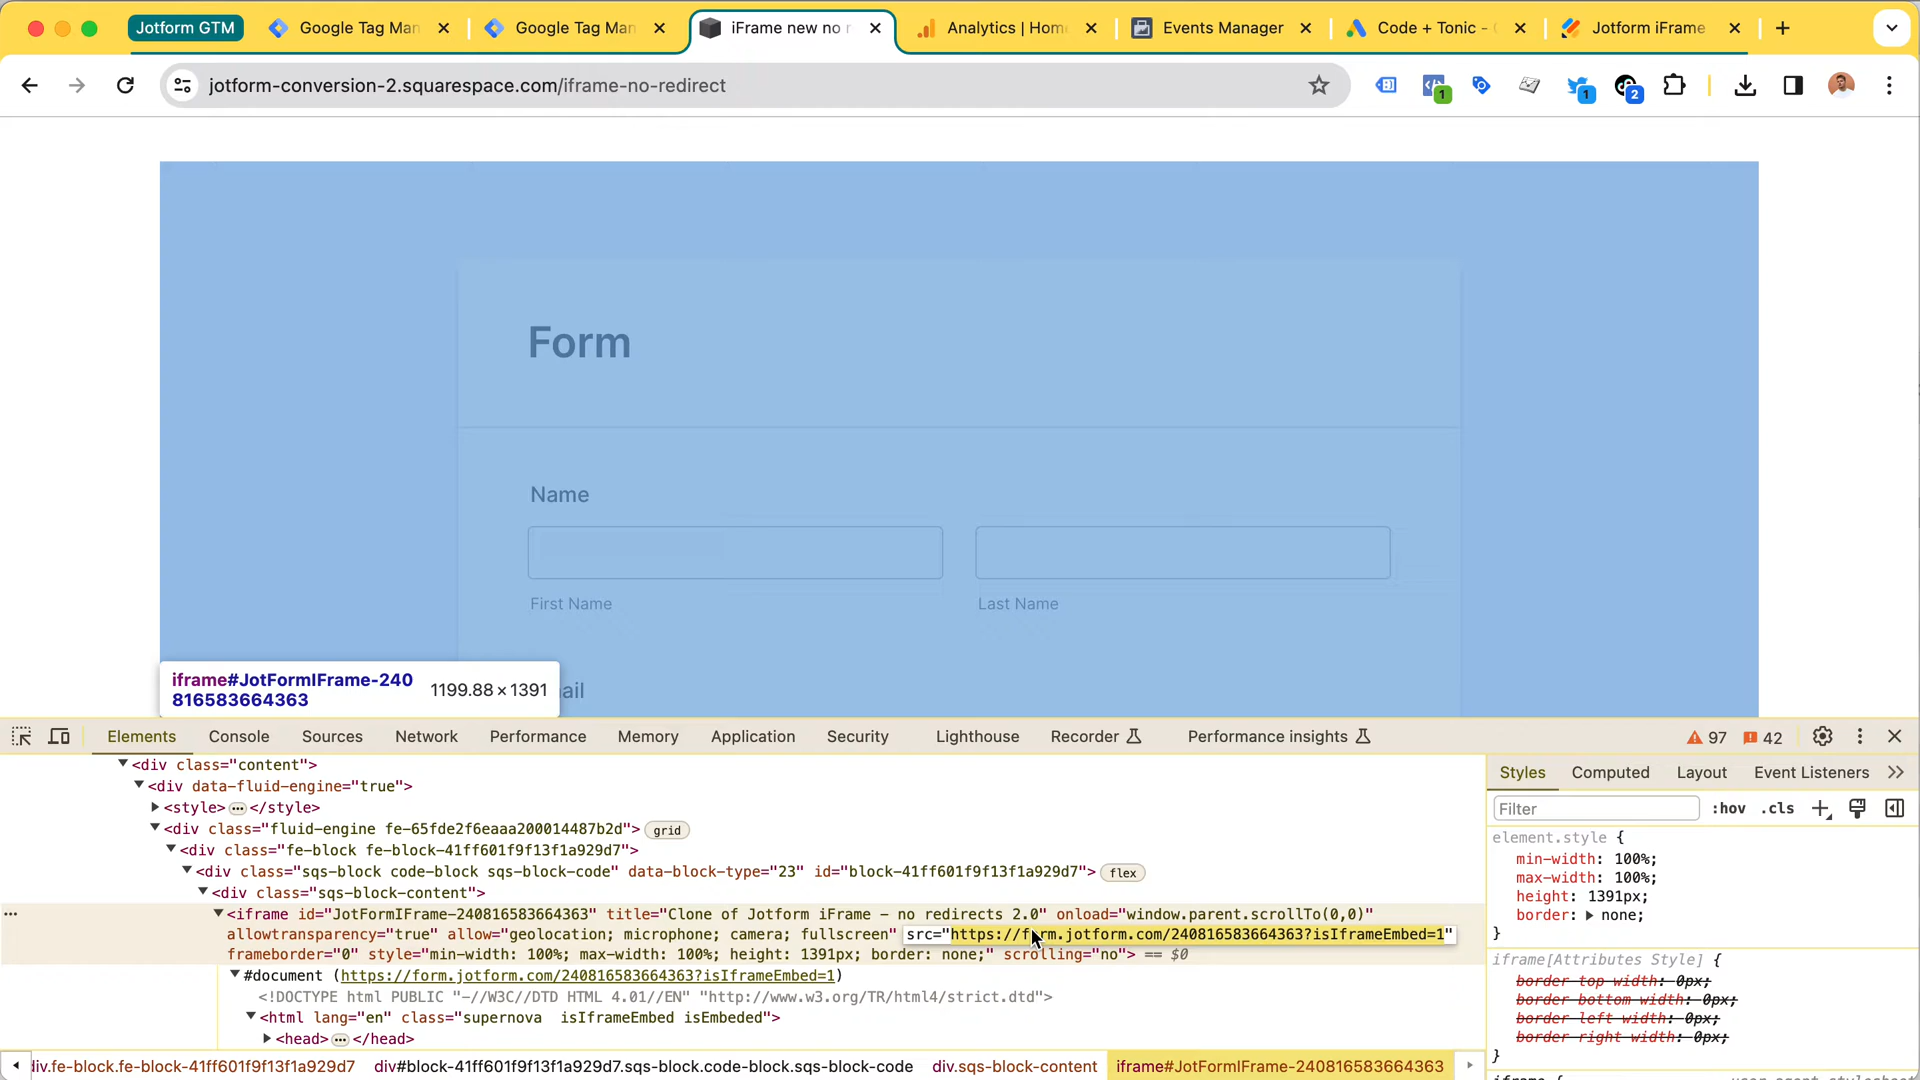 Jotform GTM
Google Tag Man
Google Tag Man
iFrame new no r
Analytics | Home
Events Manager
Code + Tonic -
Jotform iFrame
jotform-conversion-2.squarespace.com/iframe-no-redirect
1
1
2
Form
Name
First Name
Last Name
ail
iframe#JotFormIFrame-240
816583664363
1199.88 × 1391
Elements
Console
Sources
Network
Performance
Memory
Application
Security
Lighthouse
Recorder
Performance insights
97
42
<div class="content">
<div data-fluid-engine="true">
<style> ... </style>
<div class="fluid-engine fe-65fde2f6eaaa200014487b2d"> grid
<div class="fe-block fe-block-41ff601f9f13f1a929d7">
<div class="sqs-block code-block sqs-block-code" data-block-type="23" id="block-41ff601f9f13f1a929d7"> flex
<div class="sqs-block-content">
<iframe id="JotFormIFrame-240816583664363" title="Clone of Jotform iFrame – no redirects 2.0" onload="window.parent.scrollTo(0,0)"
allowtransparency="true" allow="geolocation; microphone; camera; fullscreen" src="https://form.jotform.com/240816583664363?isIframeEmbed=1"
frameborder="0" style="min-width: 100%; max-width: 100%; height: 1391px; border: none;" scrolling="no"> == $0
#document (https://form.jotform.com/240816583664363?isIframeEmbed=1)
<!DOCTYPE html PUBLIC "-//W3C//DTD HTML 4.01//EN" "http://www.w3.org/TR/html4/strict.dtd">
<html lang="en" class="supernova isIframeEmbed isEmbeded">
<head> ... </head>
div.fe-block.fe-block-41ff601f9f13f1a929d7
div#block-41ff601f9f13f1a929d7.sqs-block.code-block.sqs-block-code
div.sqs-block-content
iframe#JotFormIFrame-240816583664363
Styles
Computed
Layout
Event Listeners
Filter
:hov
.cls
element.style {
min-width: 100%;
max-width: 100%;
height: 1391px;
border: none;
}
iframe[Attributes Style] {
border-top-width: 0px;
border-bottom-width: 0px;
border-left-width: 0px;
border-right-width: 0px;
}
iframe {
user agent stylesheet